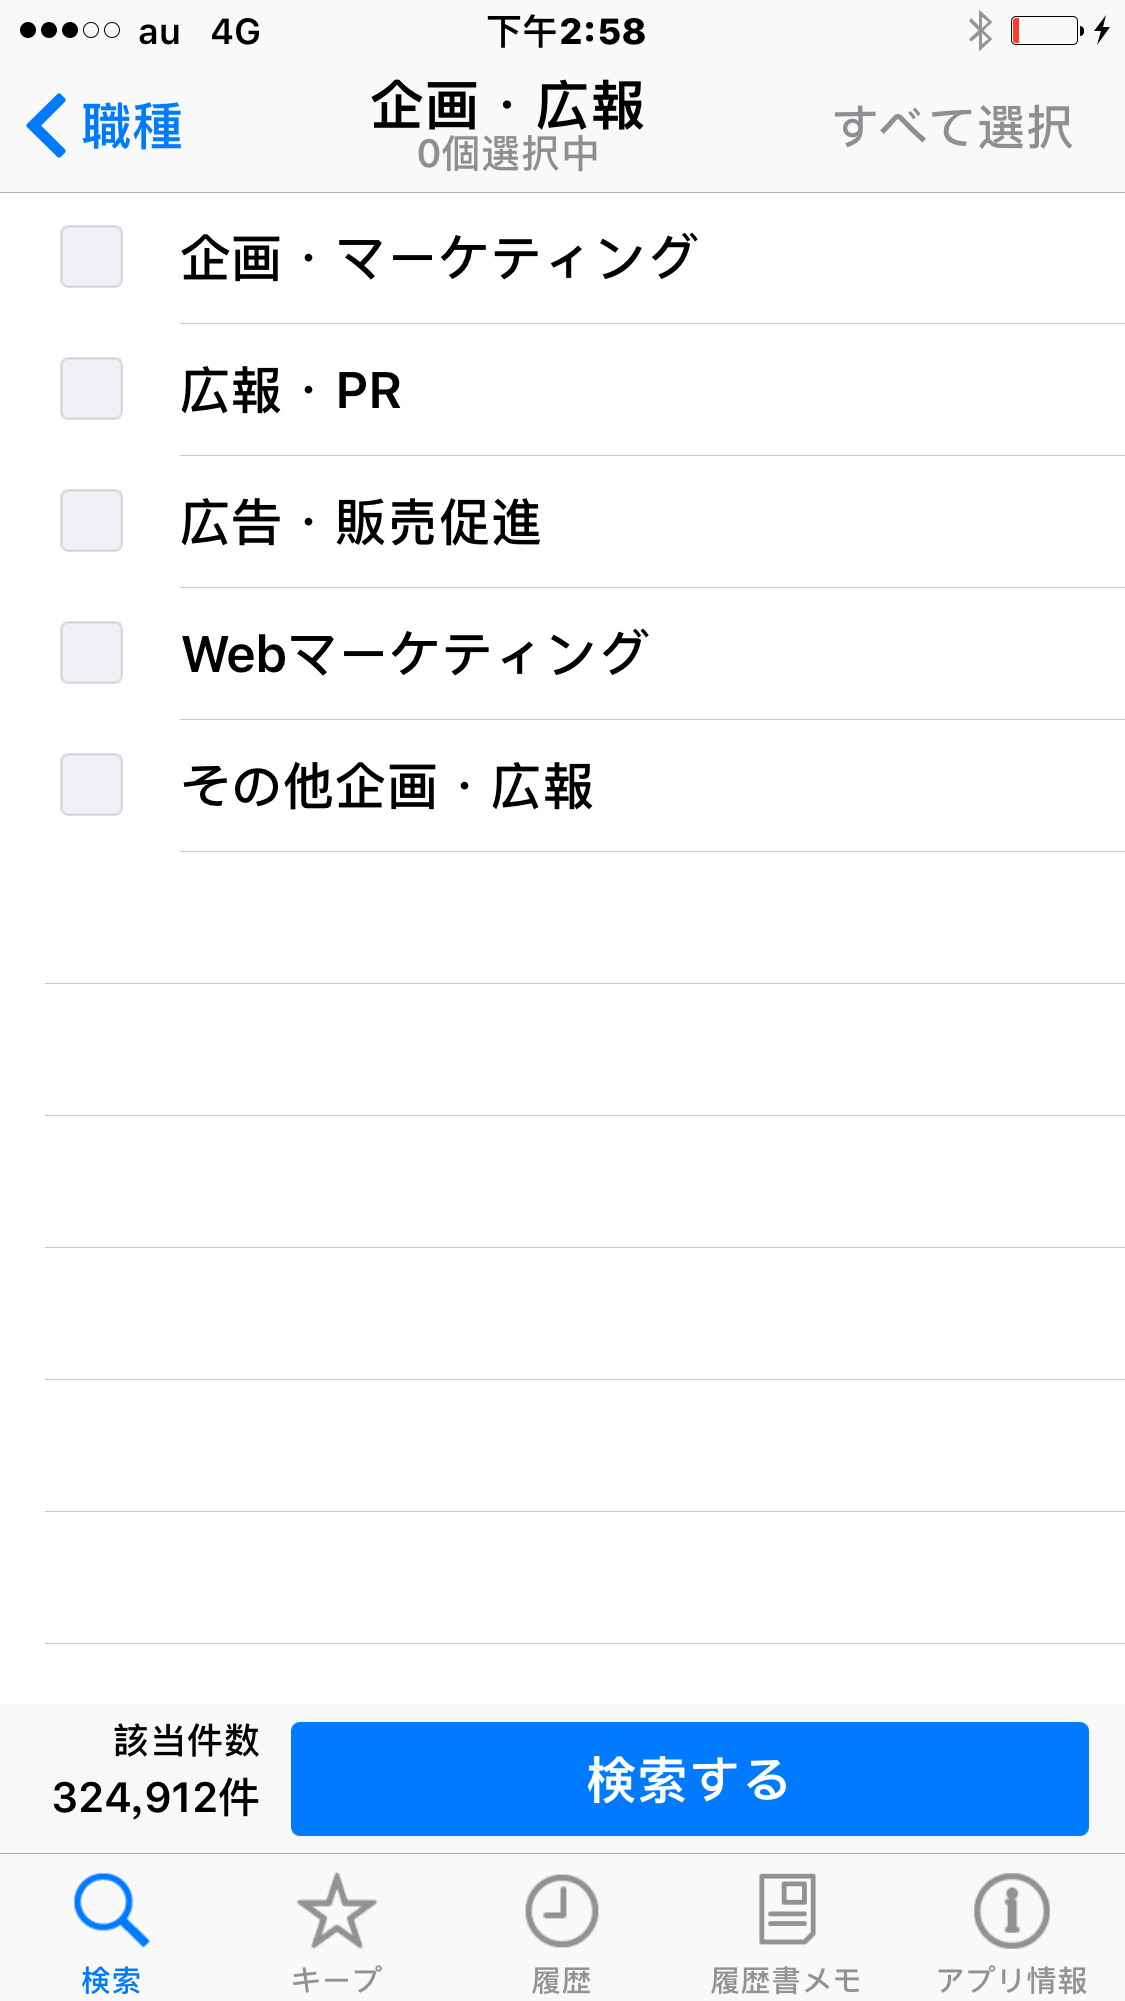 au 4G 下午2:58
職種
企画・広報
0個選択中
すべて選択
企画・マーケティング
広報・PR
広告・販売促進
Webマーケティング
その他企画・広報
該当件数
324,912件
検索する
検索
キープ
履歴
履歴書メモ
アプリ情報